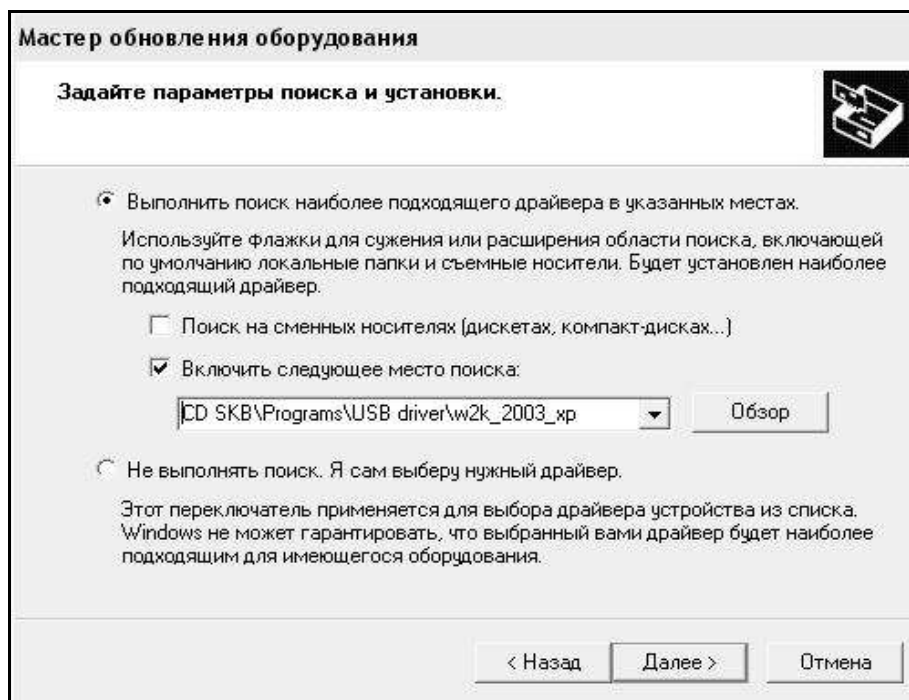 Мастер обновления оборудования
Задайте параметры поиска и установки.
Выполнить поиск наиболее подходящего драйвера в указанных местах.
Используйте флажки для сужения или расширения области поиска, включающей
по умолчанию локальные папки и съемные носители. Будет установлен наиболее
подходящий драйвер.
Поиск на сменных носителях (дискетах, компакт-дисках...)
Включить следующее место поиска:
CD SKB\Programs\USB driver\w2k_2003_xp
Обзор
Не выполнять поиск. Я сам выберу нужный драйвер.
Этот переключатель применяется для выбора драйвера устройства из списка.
Windows не может гарантировать, что выбранный вами драйвер будет наиболее
подходящим для имеющегося оборудования.
< Назад
Далее >
Отмена